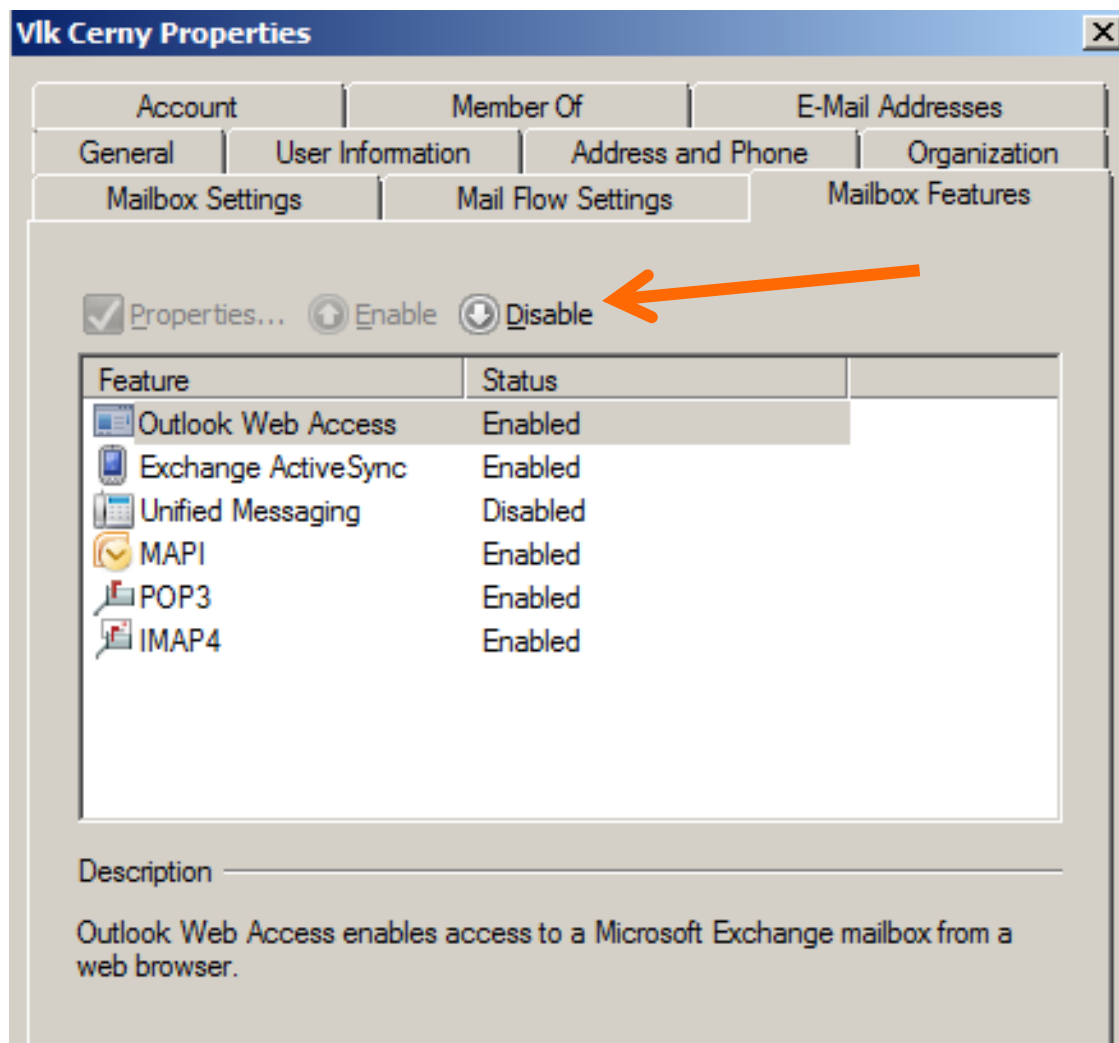 Vlk Cerny Properties
Account Member Of E-Mail Addresses
General User Information Address and Phone Organization
Mailbox Settings Mail Flow Settings Mailbox Features
Properties... Enable Disable
Feature Status
Outlook Web Access Enabled
Exchange ActiveSync Enabled
Unified Messaging Disabled
MAPI Enabled
POP3 Enabled
IMAP4 Enabled
Description
Outlook Web Access enables access to a Microsoft Exchange mailbox from a
web browser.